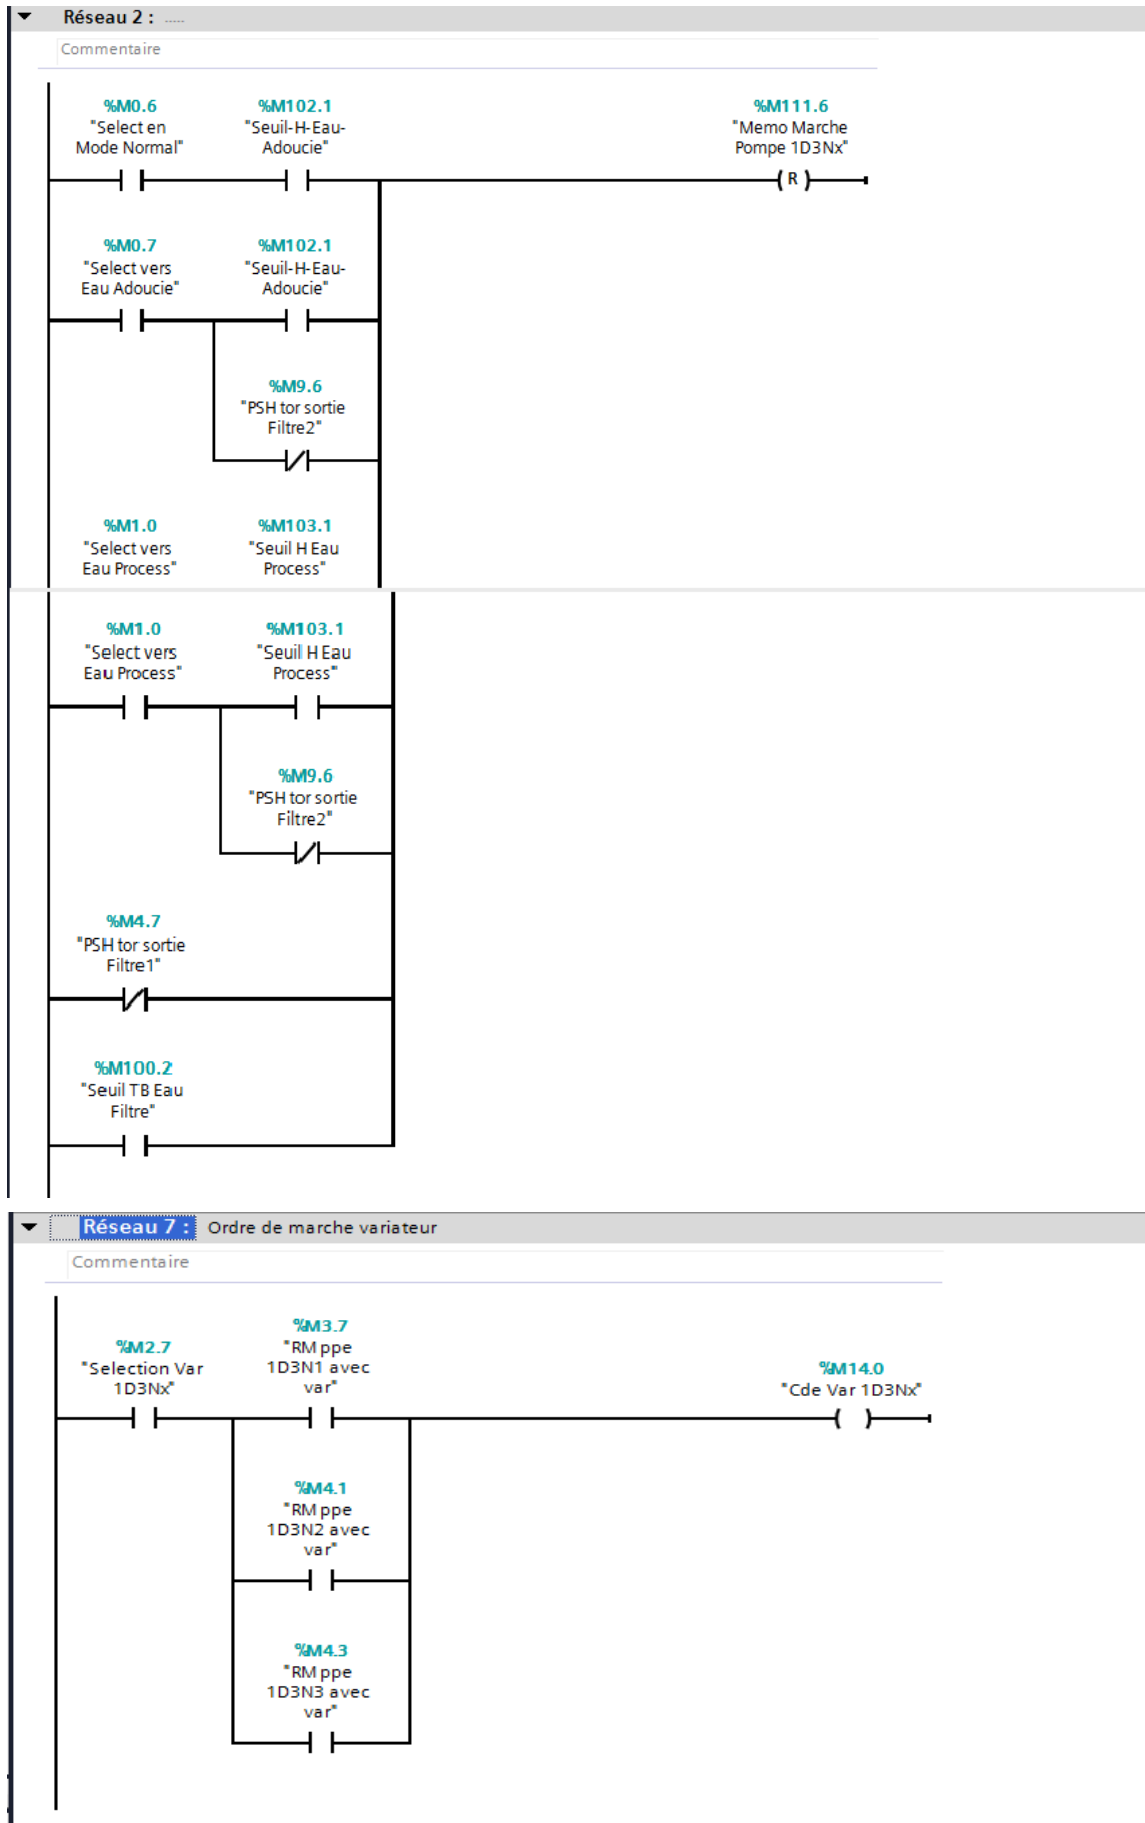 Réseau 2 : .....
Commentaire
%M0.6 %M102.1 %M111.6
"Select en "Seuil-H-Eau- "Memo Marche
Mode Normal" Adoucie" Pompe 1D3Nx"
R
%M0.7 %M102.1
"Select vers "Seuil-H-Eau-
Eau Adoucie" Adoucie"
%M9.6
"PSH tor sortie
Filtre2"
%M1.0 %M103.1
"Select vers "Seuil H Eau
Eau Process" Process"
%M1.0 %M103.1
"Select vers "Seuil H Eau
Eau Process" Process"
%M9.6
"PSH tor sortie
Filtre2"
%M4.7
"PSH tor sortie
Filtre1"
%M100.2
"Seuil TB Eau
Filtre"
Réseau 7 : Ordre de marche variateur
Commentaire
%M3.7
%M2.7 "RM ppe
"Selection Var 1D3N1 avec %M14.0
1D3Nx" var" "Cde Var 1D3Nx"
%M4.1
"RM ppe
1D3N2 avec
var"
%M4.3
"RM ppe
1D3N3 avec
var"